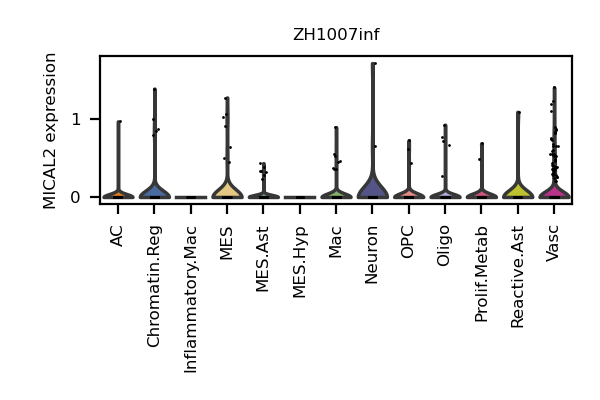 ZH1007inf
MICAL2 expression
1
0
AC
Chromatin.Reg
Inflammatory.Mac
MES
MES.Ast
MES.Hyp
Mac
Neuron
OPC
Oligo
Prolif.Metab
Reactive.Ast
Vasc